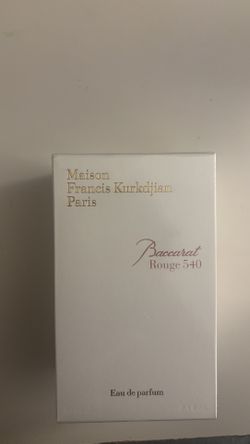 Maison
Francis Kurkdjian
Paris
Baccarat
Rouge 540
Eau de parfum